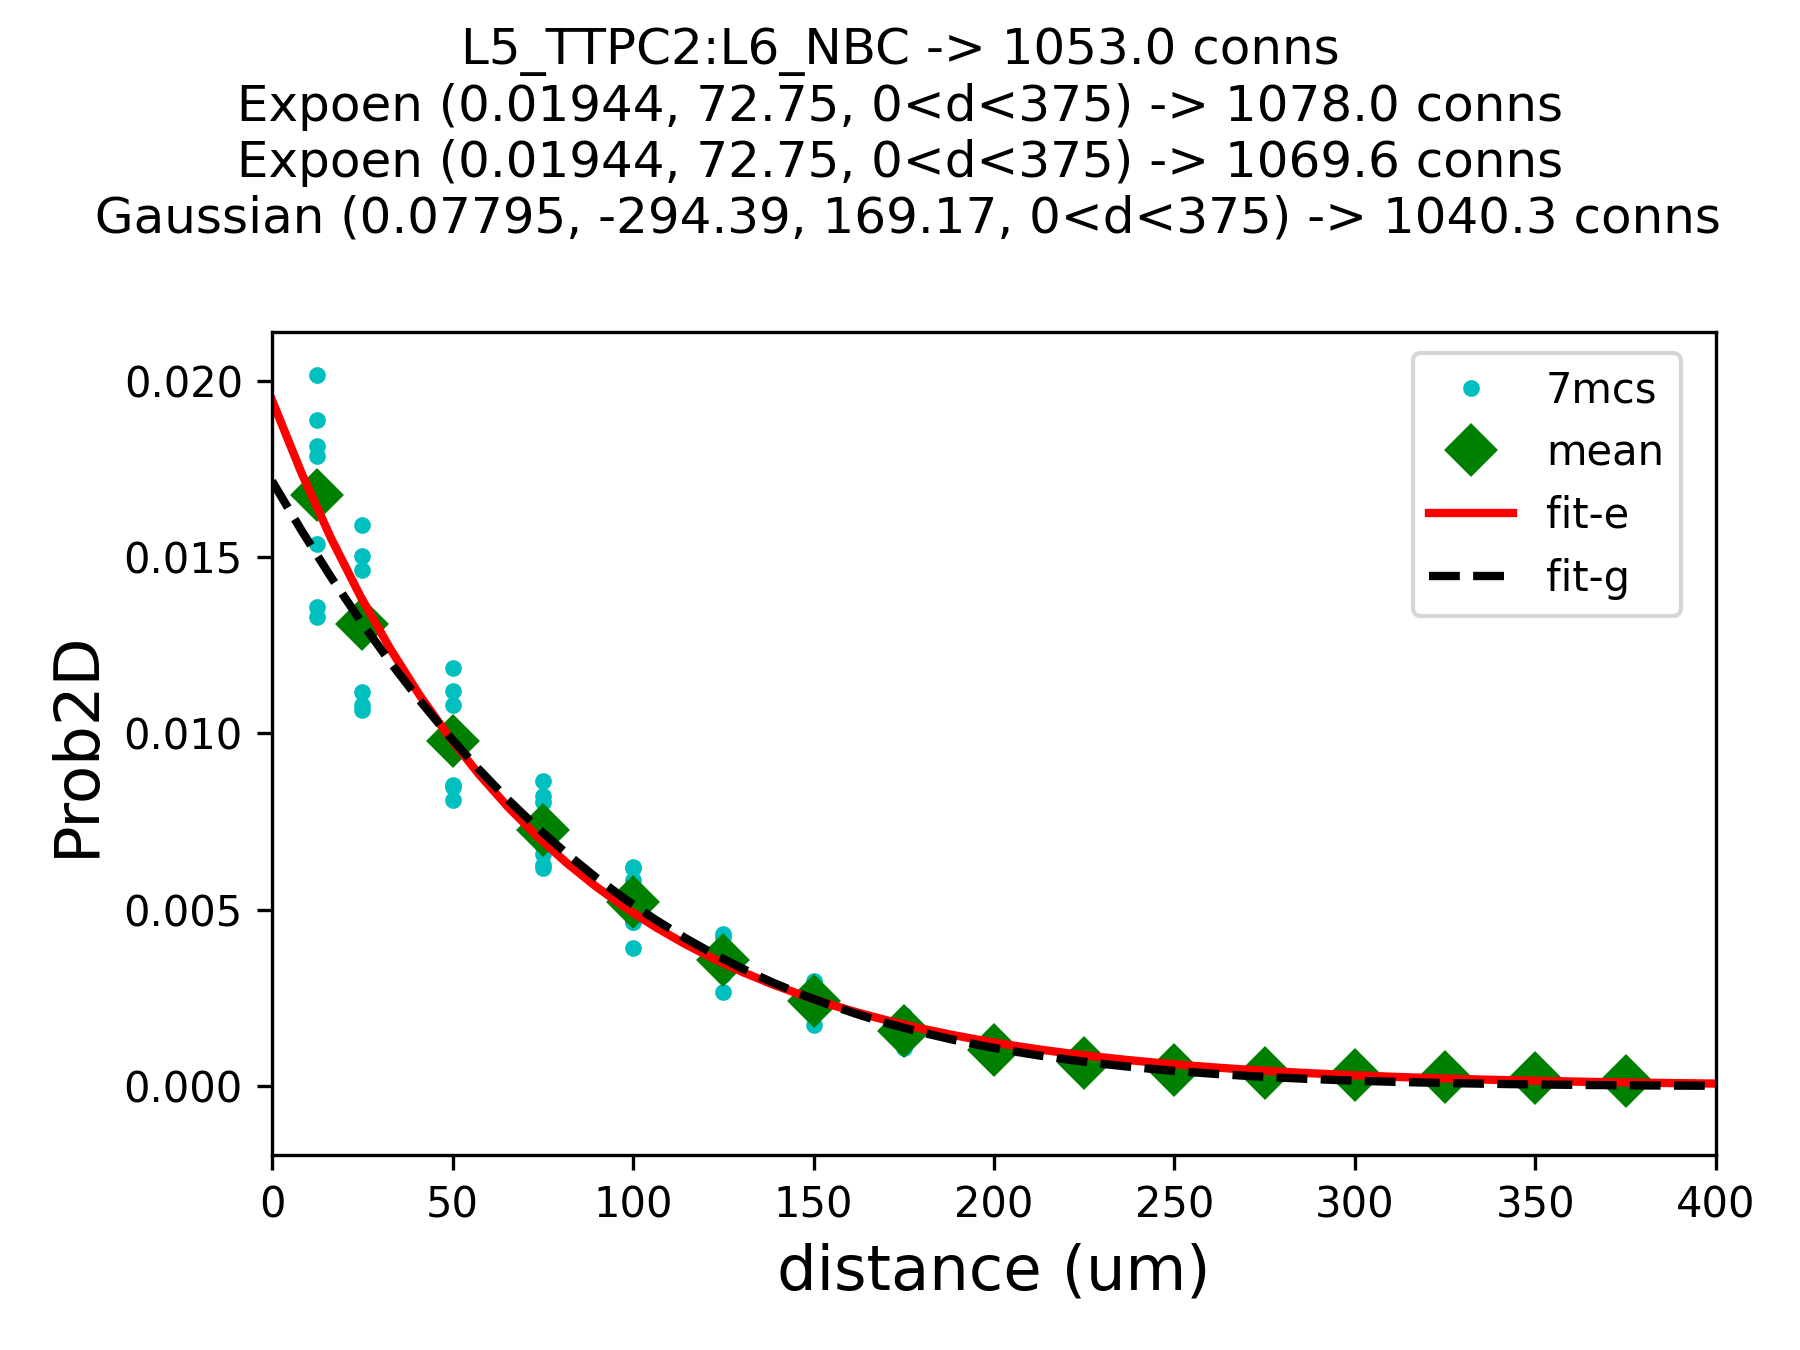 L5_TTPC2:L6_NBC -> 1053.0 conns
Expoen (0.01944, 72.75, 0<d<375) -> 1078.0 conns
Expoen (0.01944, 72.75, 0<d<375) -> 1069.6 conns
Gaussian (0.07795, -294.39, 169.17, 0<d<375) -> 1040.3 conns
7mcs
mean
fit-e
fit-g
Prob2D
0.020
0.015
0.010
0.005
0.000
0 50 100 150 200 250 300 350 400
distance (um)